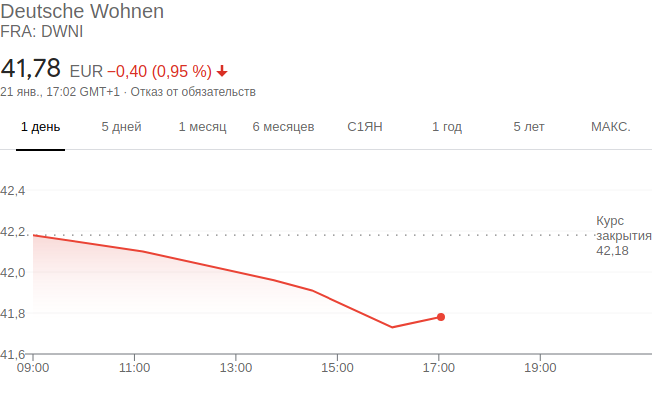 Deutsche Wohnen
FRA: DWNI
41,78 EUR −0,40 (0,95 %)
21 янв., 17:02 GMT+1 · Отказ от обязательств
1 день 5 дней 1 месяц 6 месяцев С1ЯН 1 год 5 лет МАКС.
42,4
42,2
42,0
41,8
41,6
Курс
закрытия
42,18
09:00 11:00 13:00 15:00 17:00 19:00